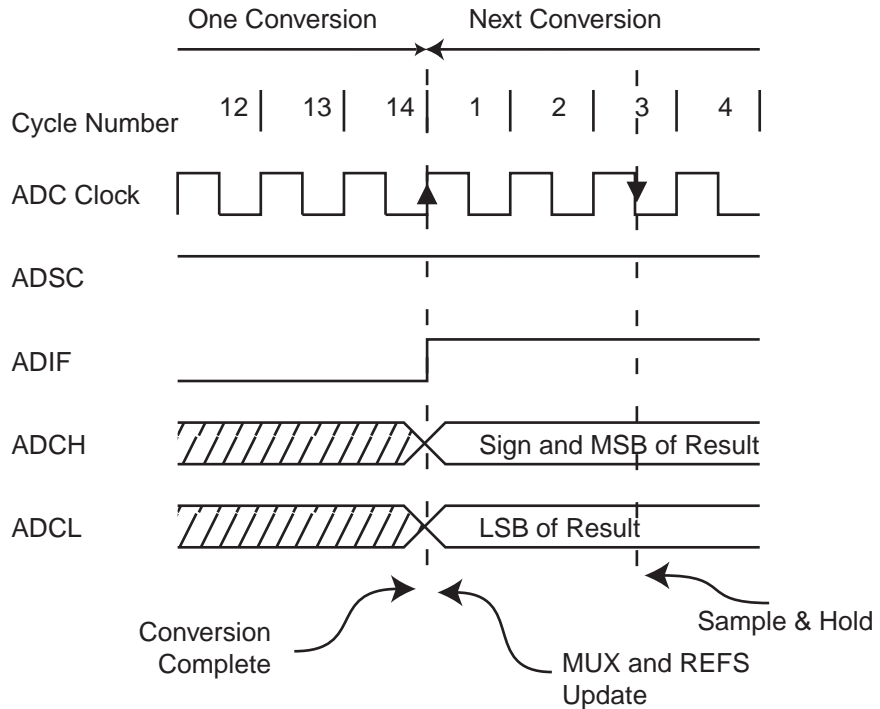 One Conversion Next Conversion
Cycle Number 12 13 14 1 2 3 4
ADC Clock
ADSC
ADIF
ADCH Sign and MSB of Result
ADCL LSB of Result
Conversion
Complete
MUX and REFS
Update
Sample & Hold